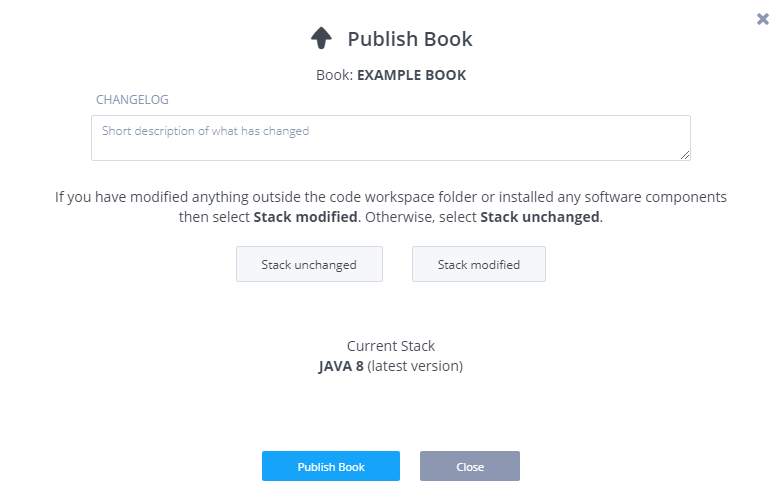 Publish Book
Book: EXAMPLE BOOK
CHANGELOG
Short description of what has changed
If you have modified anything outside the code workspace folder or installed any software components
then select Stack modified. Otherwise, select Stack unchanged.
Stack unchanged
Stack modified
Current Stack
JAVA 8 (latest version)
Publish Book
Close